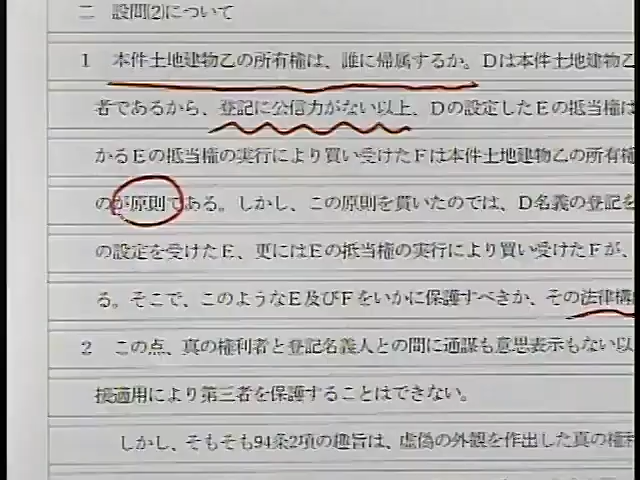 二　設問(2)について
1　本件土地建物乙の所有権は、誰に帰属するか。Dは本件土地建物乙
者であるから、登記に公信力がない以上、Dの設定したEの抵当権は
かるEの抵当権の実行により買い受けたFは本件土地建物乙の所有権
のが原則である。しかし、この原則を貫いたのでは、D名義の登記を
の設定を受けたE、更にはEの抵当権の実行により買い受けたFが、
る。そこで、このようなE及びFをいかに保護すべきか、その法律構
2　この点、真の権利者と登記名義人との間に通謀も意思表示もない以
接適用により第三者を保護することはできない。
しかし、そもそも94条2項の趣旨は、虚偽の外観を作出した真の権利